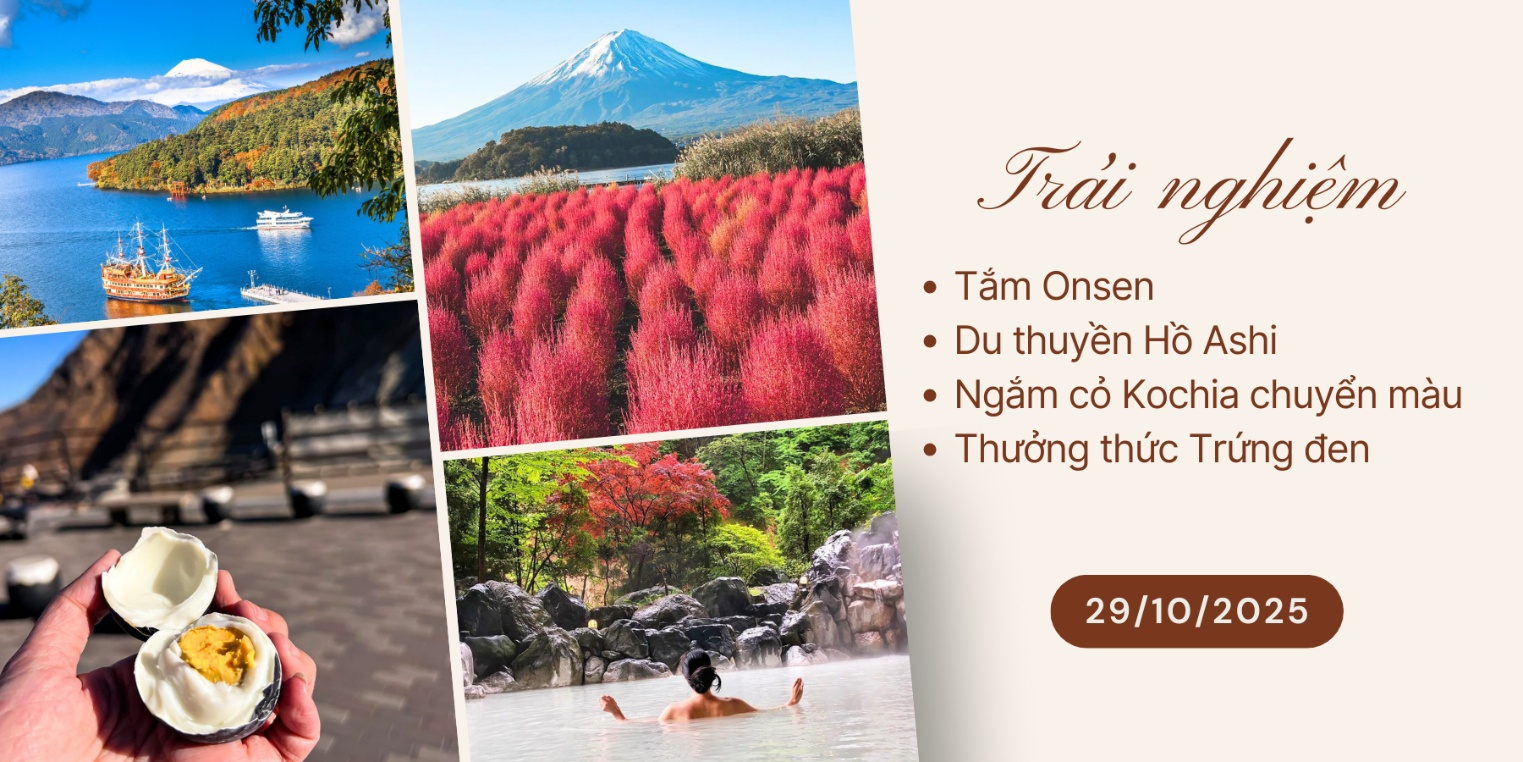 Trải nghiệm
• Tắm Onsen
• Du thuyền Hồ Ashi
• Ngắm cỏ Kochia chuyển màu
• Thưởng thức Trứng đen
29/10/2025